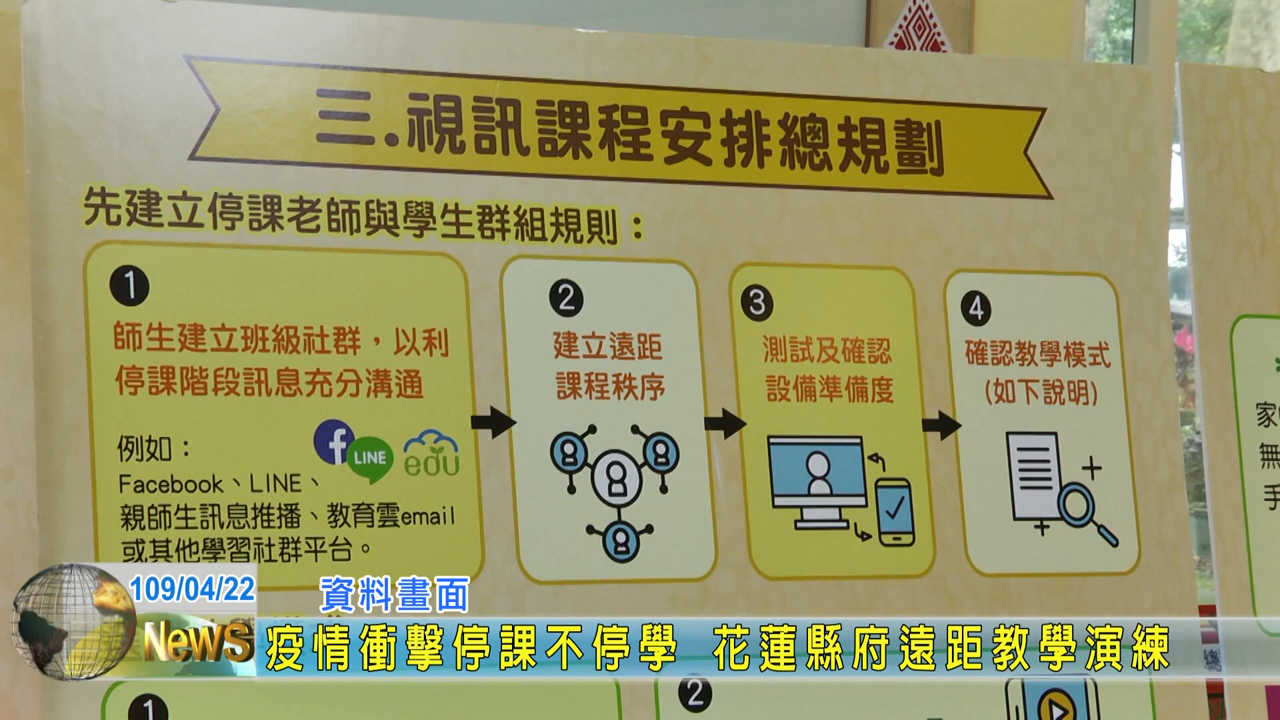 三.視訊課程安排總規劃
先建立停課老師與學生群組規則：
1
師生建立班級社群，以利
停課階段訊息充分溝通
例如：
f LINE edu
Facebook、LINE、
親師生訊息推播、教育雲email
或其他學習社群平台。
2
建立遠距
課程秩序
3
測試及確認
設備準備度
4
確認教學模式
(如下說明)
家
無
手
109/04/22
資料畫面
News
疫情衝擊停課不停學 花蓮縣府遠距教學演練
1
2